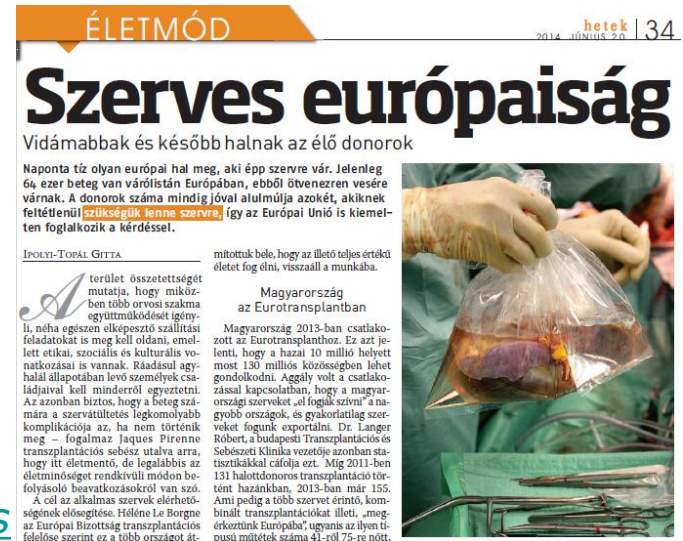 ÉLETMÓD
hetek
2014. JÚNIUS 20.
34
Szerves európaiság
Vidámabbak és később halnak az élő donorok
Naponta tíz olyan európai hal meg, aki épp szervre vár. Jelenleg
64 ezer beteg van várólistán Európában, ebből ötvenezren vesére
várnak. A donorok száma mindig jóval alulmúlja azokét, akiknek
feltétlenül szükségük lenne szervre, így az Európai Unió is kiemel-
ten foglalkozik a kérdéssel.
Ipolyi-Topál Gitta
A terület összetettségét
mutatja, hogy miköz-
ben több orvosi szakma
együttműködését igény-
li, néha egészen elképesztő szállítási
feladatokat is meg kell oldani, emel-
lett etikai, szociális és kulturális vo-
natkozásai is vannak. Ráadásul agy-
halál állapotában levő személyek csa-
ládjaival kell minderről egyeztetni.
Az azonban biztos, hogy a beteg szá-
mára a szervátültetés legkomolyabb
komplikációja az, ha nem történik
meg – fogalmaz Jaques Pirenne
transzplantációs sebész utalva arra,
hogy itt életmentő, de legalábbis az
életminőséget rendkívüli módon be-
folyásoló beavatkozásokról van szó.
A cél az alkalmas szervek elérhető-
ségének elősegítése. Héléne Le Borgne
az Európai Bizottság transzplantációs
felelőse szerint ez a több országot át-
mítottuk bele, hogy az illető teljes értékű
életet fog élni, visszaáll a munkába.
Magyarország
az Eurotransplantban
Magyarország 2013-ban csatlako-
zott az Eurotransplanthoz. Ez azt je-
lenti, hogy a hazai 10 millió helyett
most 130 milliós közösségben lehet
gondolkodni. Aggály volt a csatlako-
zással kapcsolatban, hogy a magyar-
országi szerveket „el fogják szívni” a na-
gyobb országok, és gyakorlatilag szer-
veket fogunk exportálni. Dr. Langer
Róbert, a budapesti Transzplantációs és
Sebészeti Klinika vezetője azonban sta-
tisztikákkal cáfolja ezt. Míg 2011-ben
131 halottdonoros transzplantáció tör-
tént hazánkban, 2013-ban már 155.
Ami pedig a több szervet érintő, kom-
binált transzplantációkat illeti, „meg-
érkeztünk Európába”, ugyanis az ilyen tí-
pusú műtétek száma 41-ről 75-re nőtt.
s